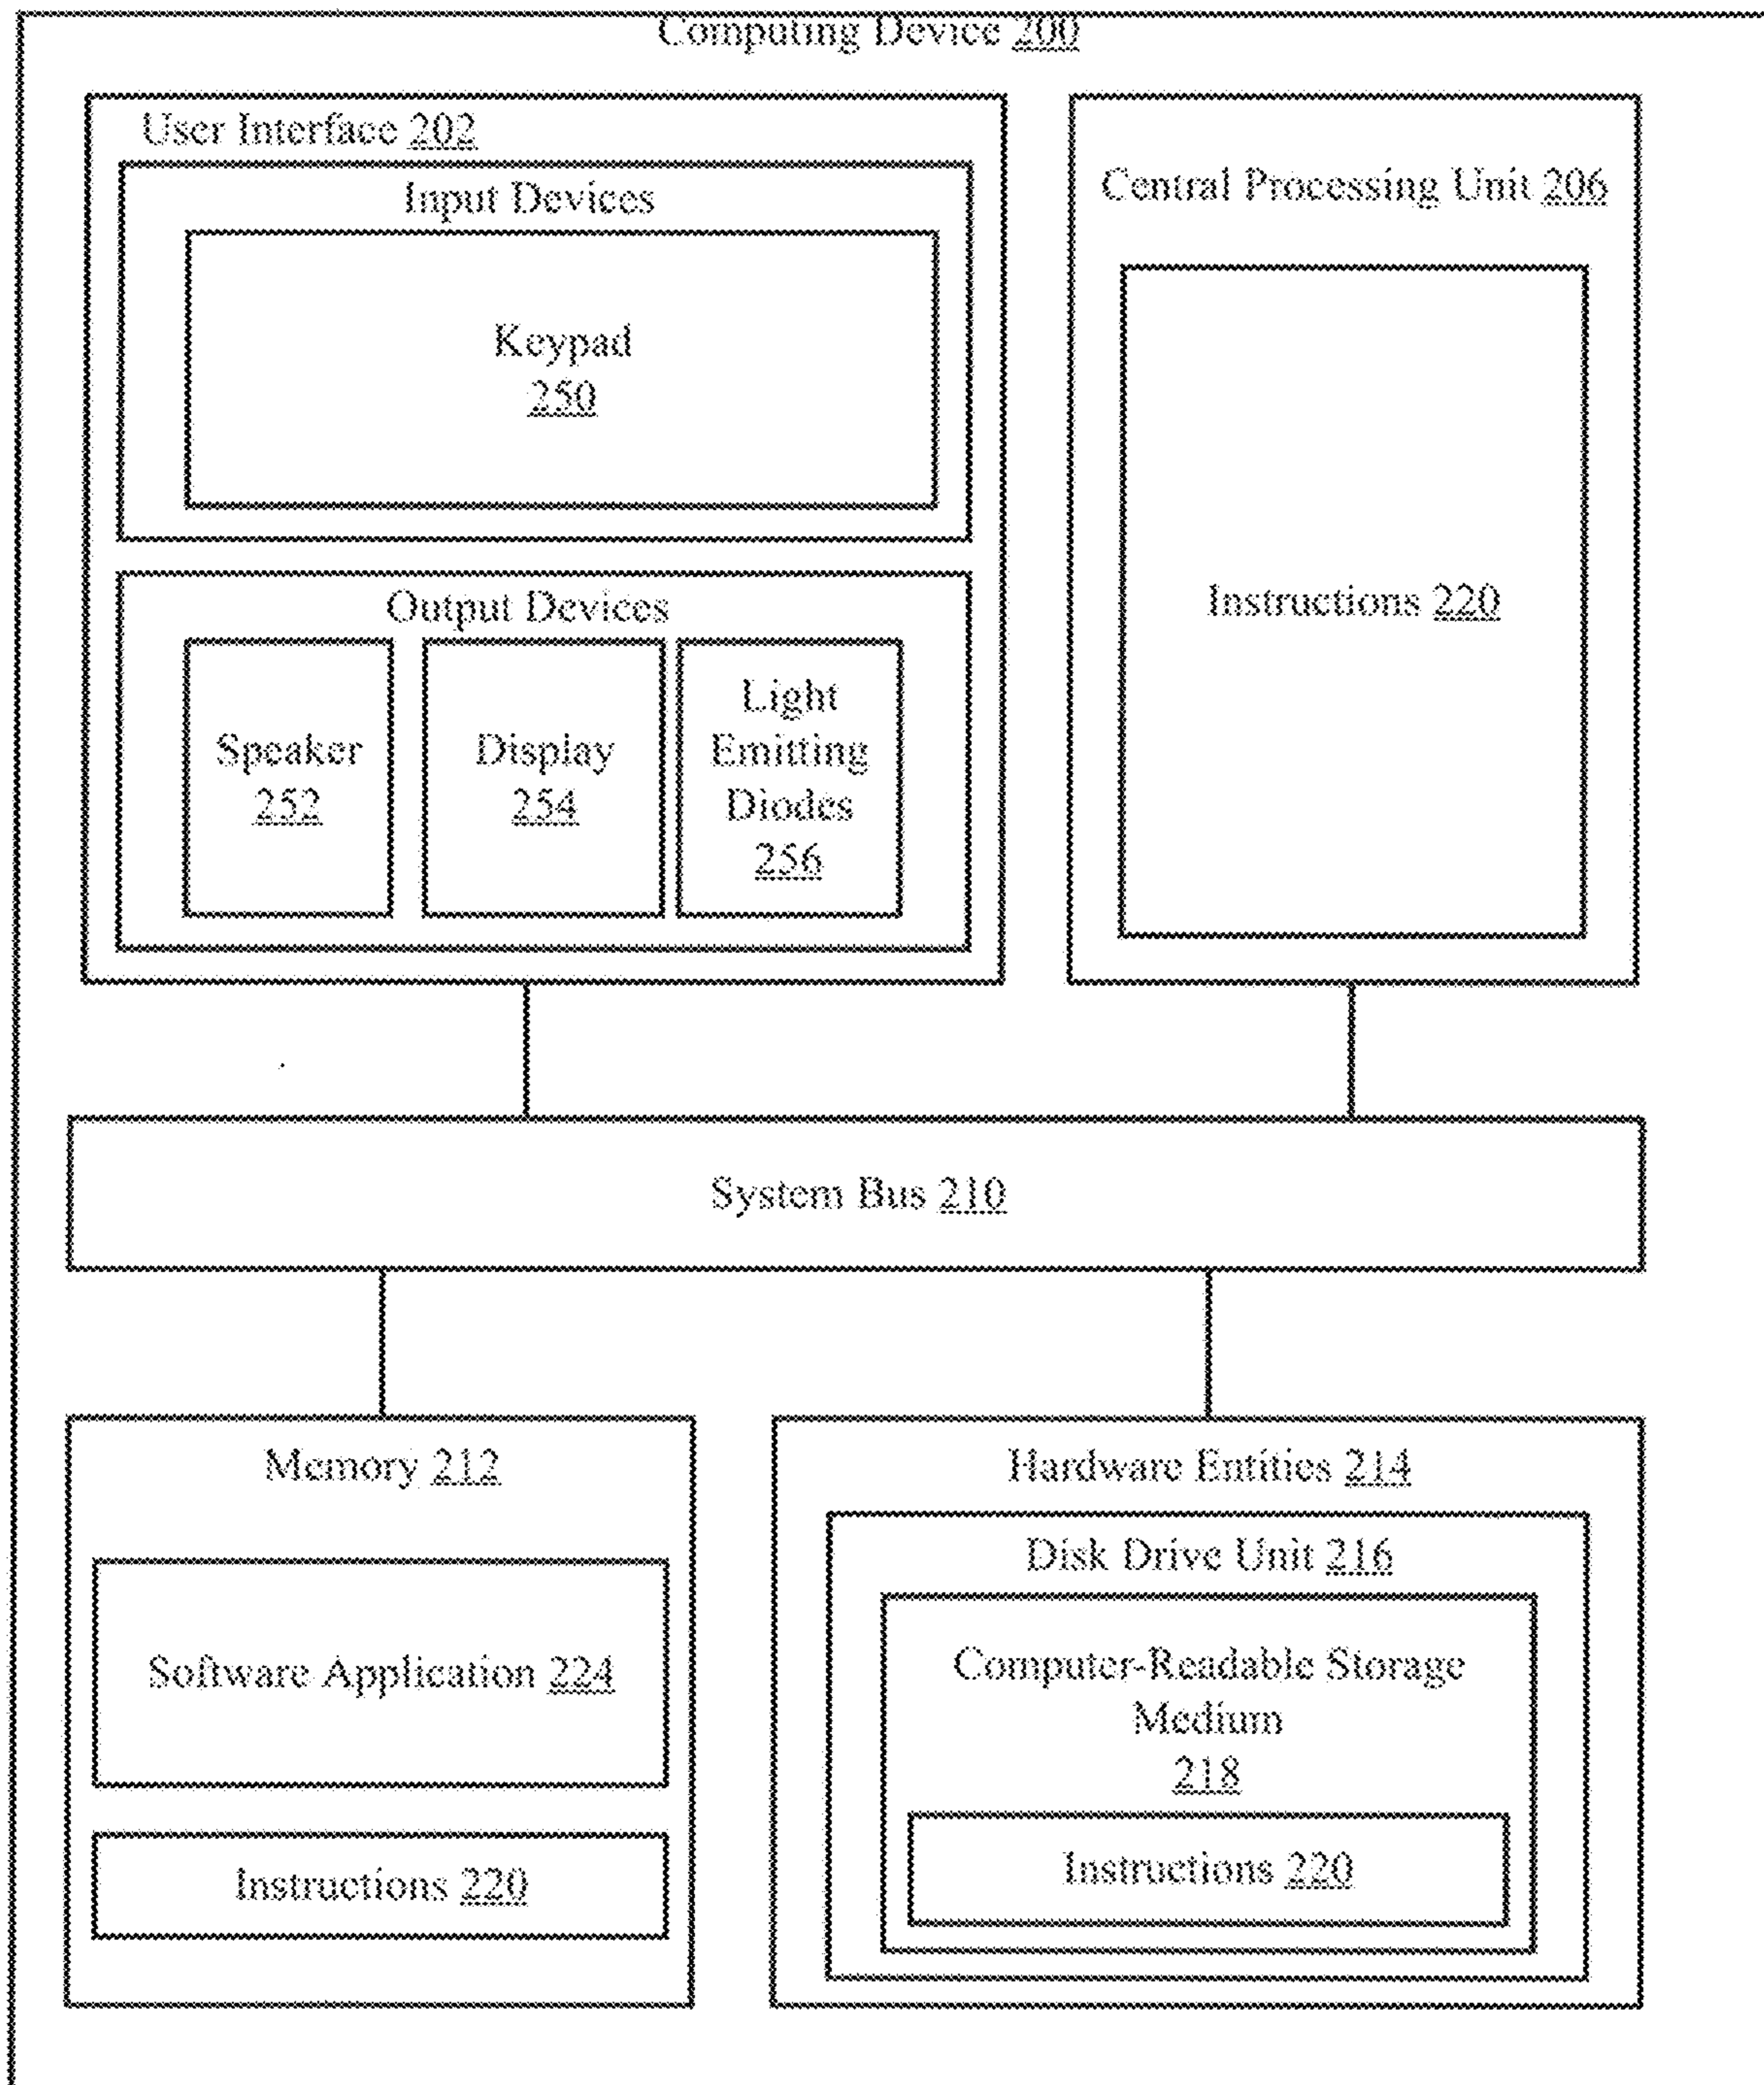 Computing Device 200
User Interface 202
Input Devices
Keypad
250
Output Devices
Speaker
252
Display
254
Light
Emitting
Diodes
256
Central Processing Unit 206
Instructions 220
System Bus 210
Memory 212
Software Application 224
Instructions 220
Hardware Entities 214
Disk Drive Unit 216
Computer-Readable Storage
Medium
218
Instructions 220